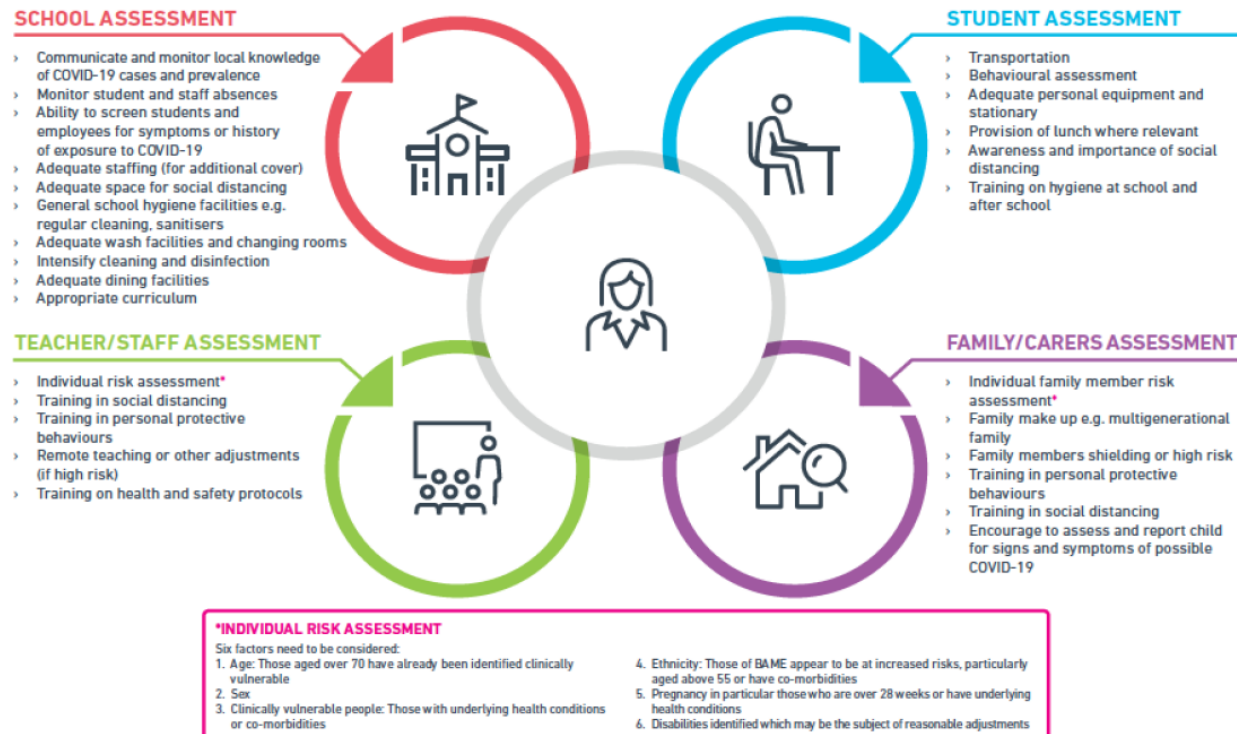 SCHOOL ASSESSMENT
› Communicate and monitor local knowledge
of COVID-19 cases and prevalence
› Monitor student and staff absences
› Ability to screen students and
employees for symptoms or history
of exposure to COVID-19
› Adequate staffing (for additional cover)
› Adequate space for social distancing
› General school hygiene facilities e.g.
regular cleaning, sanitisers
› Adequate wash facilities and changing rooms
› Intensify cleaning and disinfection
› Adequate dining facilities
› Appropriate curriculum
STUDENT ASSESSMENT
› Transportation
› Behavioural assessment
› Adequate personal equipment and
stationary
› Provision of lunch where relevant
› Awareness and importance of social
distancing
› Training on hygiene at school and
after school
TEACHER/STAFF ASSESSMENT
› Individual risk assessment*
› Training in social distancing
› Training in personal protective
behaviours
› Remote teaching or other adjustments
(if high risk)
› Training on health and safety protocols
FAMILY/CARERS ASSESSMENT
› Individual family member risk
assessment*
› Family make up e.g. multigenerational
family
› Family members shielding or high risk
› Training in personal protective
behaviours
› Training in social distancing
› Encourage to assess and report child
for signs and symptoms of possible
COVID-19
*INDIVIDUAL RISK ASSESSMENT
Six factors need to be considered:
1. Age: Those aged over 70 have already been identified clinically
vulnerable
2. Sex
3. Clinically vulnerable people: Those with underlying health conditions
or co-morbidities
4. Ethnicity: Those of BAME appear to be at increased risks, particularly
aged above 55 or have co-morbidities
5. Pregnancy in particular those who are over 28 weeks or have underlying
health conditions
6. Disabilities identified which may be the subject of reasonable adjustments